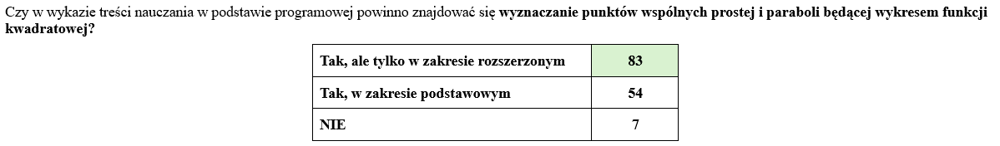 Czy w wykazie treści nauczania w podstawie programowej powinno znajdować się wyznaczanie punktów wspólnych prostej i paraboli będącej wykresem funkcji
kwadratowej?
Tak, ale tylko w zakresie rozszerzonym 83
Tak, w zakresie podstawowym 54
NIE 7